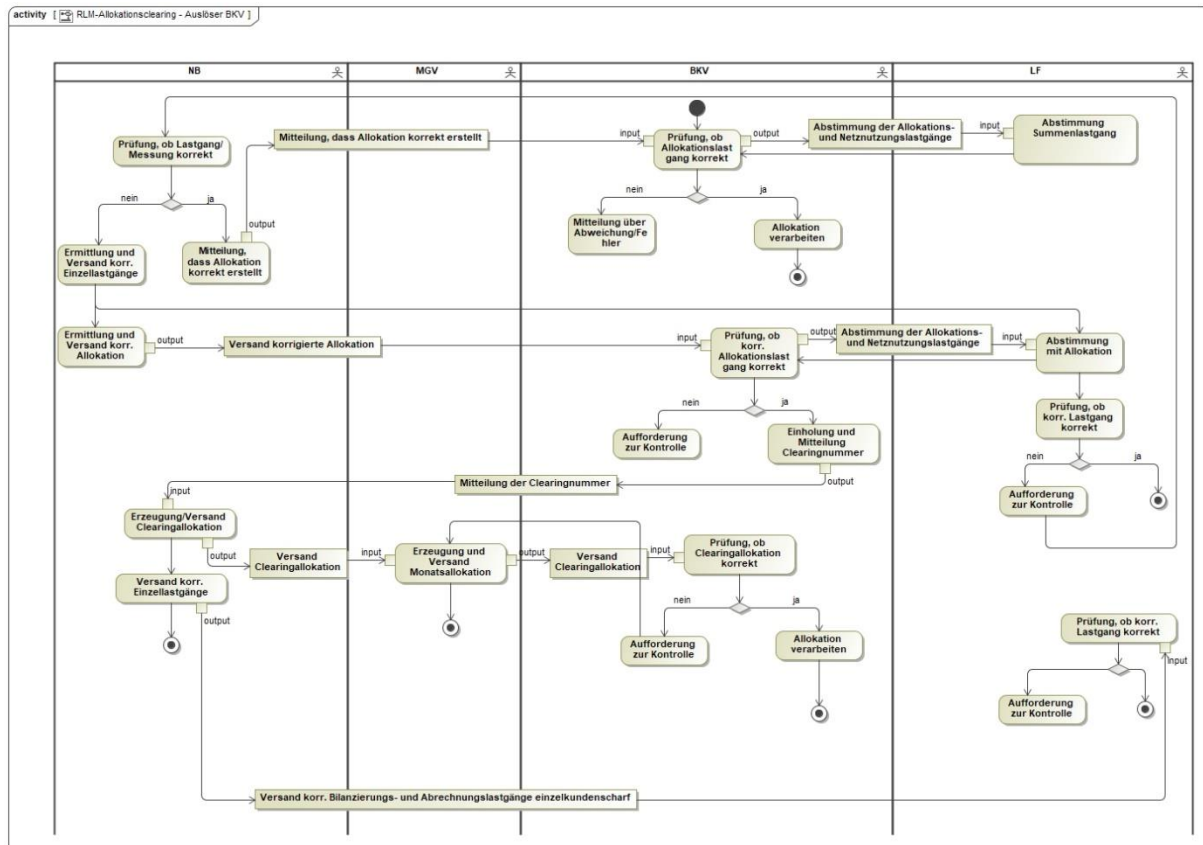 activity [ RLM-Allokationsclearing - Auslöser BKV ]
NB
MGV
BKV
LF
Prüfung, ob Lastgang/
Messung korrekt
nein
ja
output
Ermittlung und
Versand korr.
Einzellastgänge
Mitteilung,
dass Allokation
korrekt erstellt
Mitteilung, dass Allokation korrekt erstellt
input
Prüfung, ob
Allokationslast
gang korrekt
output
Abstimmung der Allokations-
und Netznutzungslastgänge
input
Abstimmung
Summenlastgang
nein
ja
Mitteilung über
Abweichung/Fe
hler
Allokation
verarbeiten
Ermittlung und
Versand korr.
Allokation
output
Versand korrigierte Allokation
input
Prüfung, ob
korr.
Allokationslast
gang korrekt
output
Abstimmung der Allokations-
und Netznutzungslastgänge
input
Abstimmung
mit Allokation
nein
ja
Aufforderung
zur Kontrolle
Einholung und
Mitteilung
Clearingnummer
output
Prüfung, ob
korr. Lastgang
korrekt
nein
ja
Aufforderung
zur Kontrolle
Mitteilung der Clearingnummer
input
Erzeugung/Versand
Clearingallokation
output
Versand
Clearingallokation
input
Erzeugung und
Versand
Monatsallokation
output
Versand
Clearingallokation
input
Prüfung, ob
Clearingallokation
korrekt
nein
ja
Aufforderung
zur Kontrolle
Allokation
verarbeiten
Versand korr.
Einzellastgänge
output
Prüfung, ob korr.
Lastgang korrekt
Input
Aufforderung
zur Kontrolle
Versand korr. Bilanzierungs- und Abrechnungslastgänge einzelkundenscharf